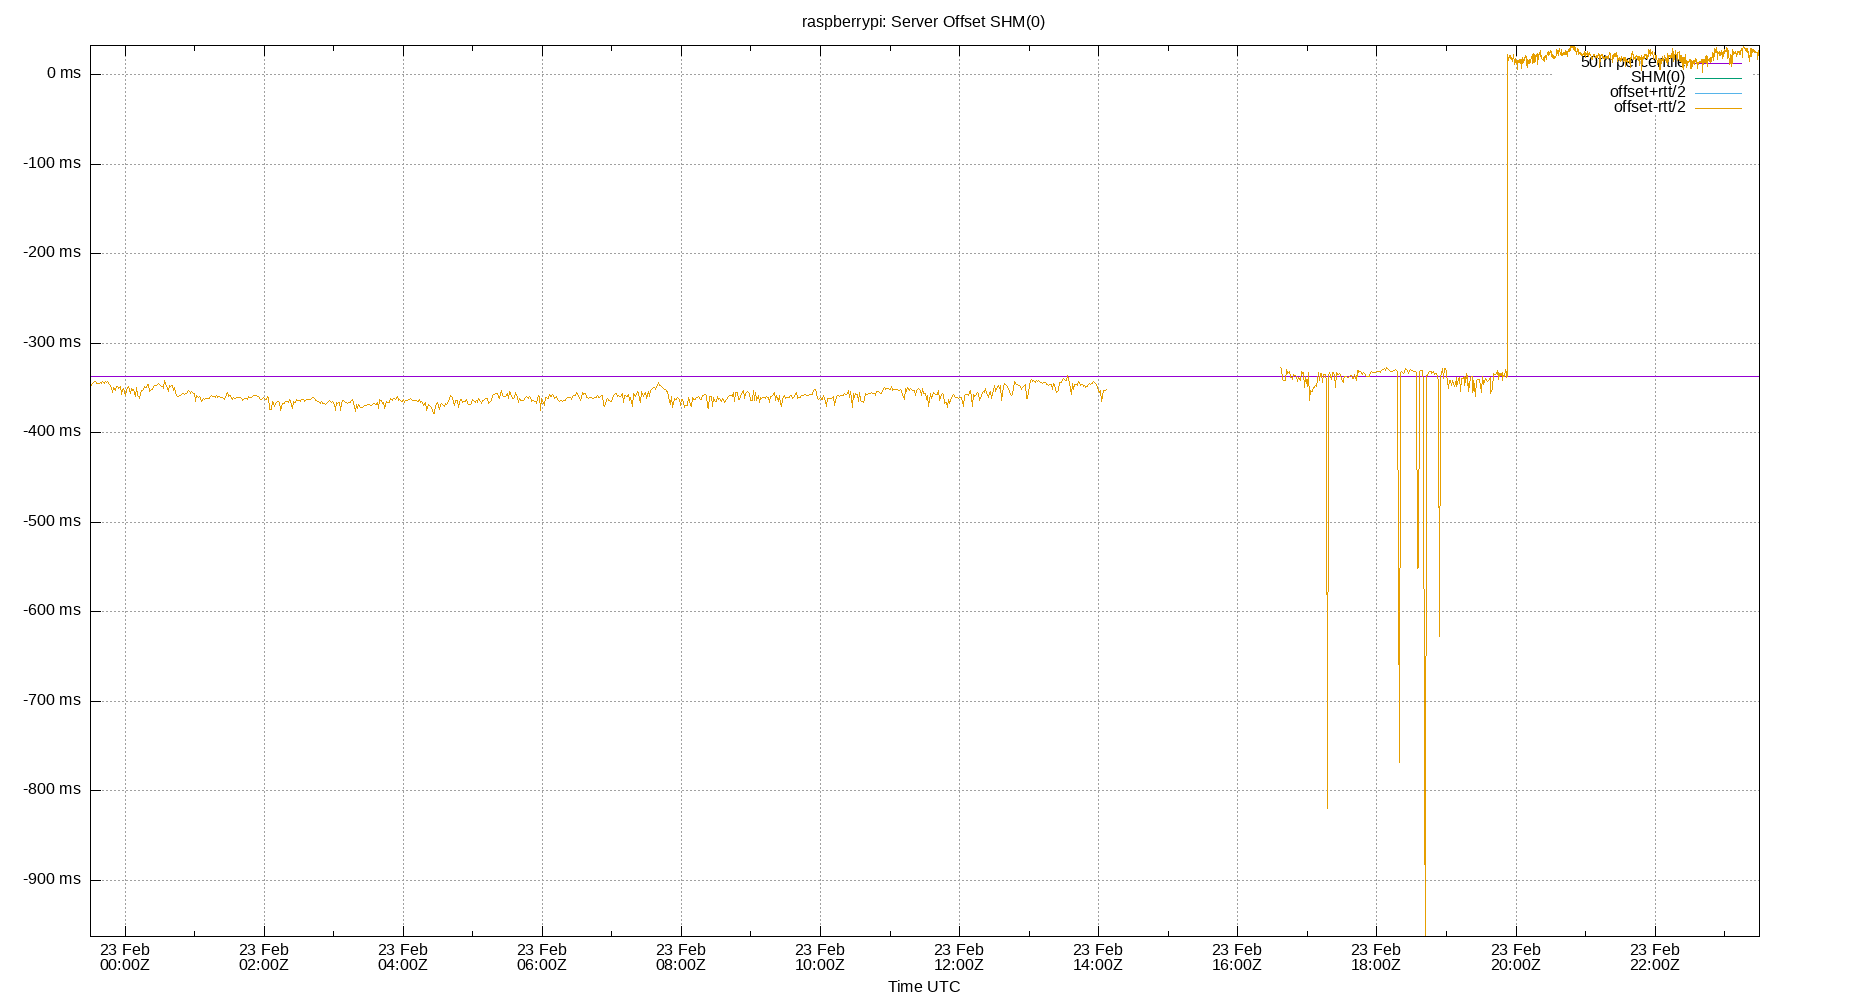 raspberrypi: Server Offset SHM(0)
0 ms
-100 ms
-200 ms
-300 ms
-400 ms
-500 ms
-600 ms
-700 ms
-800 ms
-900 ms
50th percentile
SHM(0)
offset+rtt/2
offset-rtt/2
23 Feb 23 Feb 23 Feb 23 Feb 23 Feb 23 Feb 23 Feb 23 Feb 23 Feb 23 Feb 23 Feb 23 Feb
00:00Z 02:00Z 04:00Z 06:00Z 08:00Z 10:00Z 12:00Z 14:00Z 16:00Z 18:00Z 20:00Z 22:00Z
Time UTC